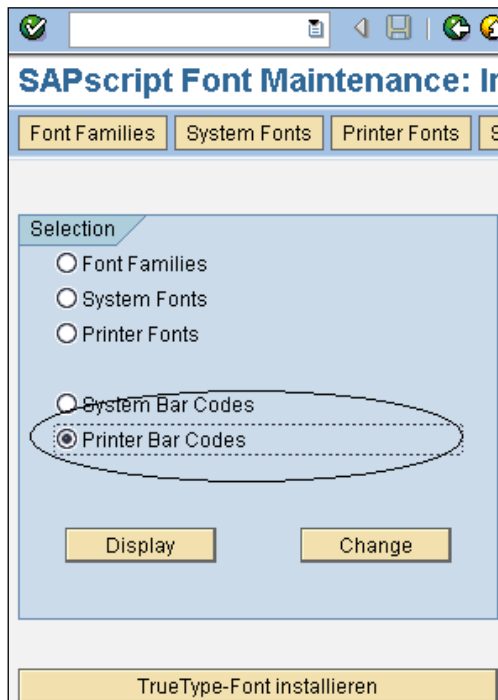 SAPscript Font Maintenance: I
Font Families System Fonts Printer Fonts S
Selection
Font Families
System Fonts
Printer Fonts
System Bar Codes
Printer Bar Codes
Display Change
TrueType-Font installieren